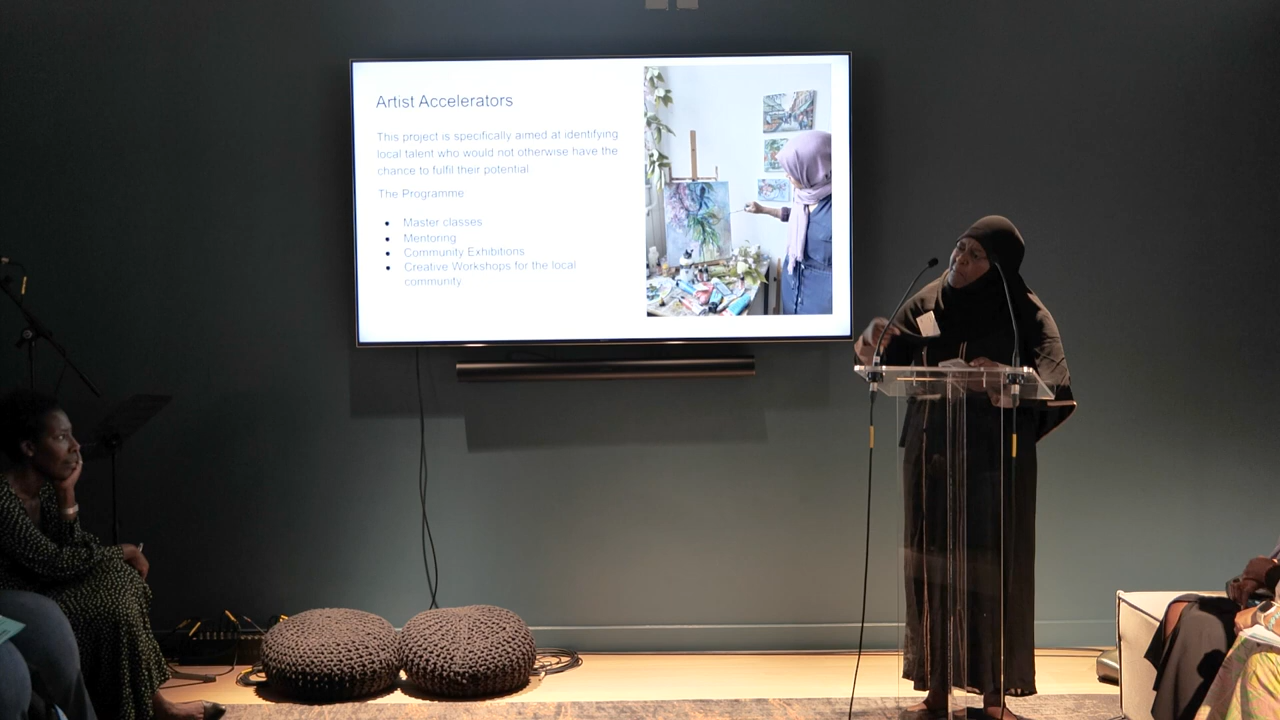 Artist Accelerators
This project is specifically aimed at identifying
local talent who would not otherwise have the
chance to fulfil their potential
The Programme
• Master classes
• Mentoring
• Community Exhibitions
• Creative Workshops for the local
community